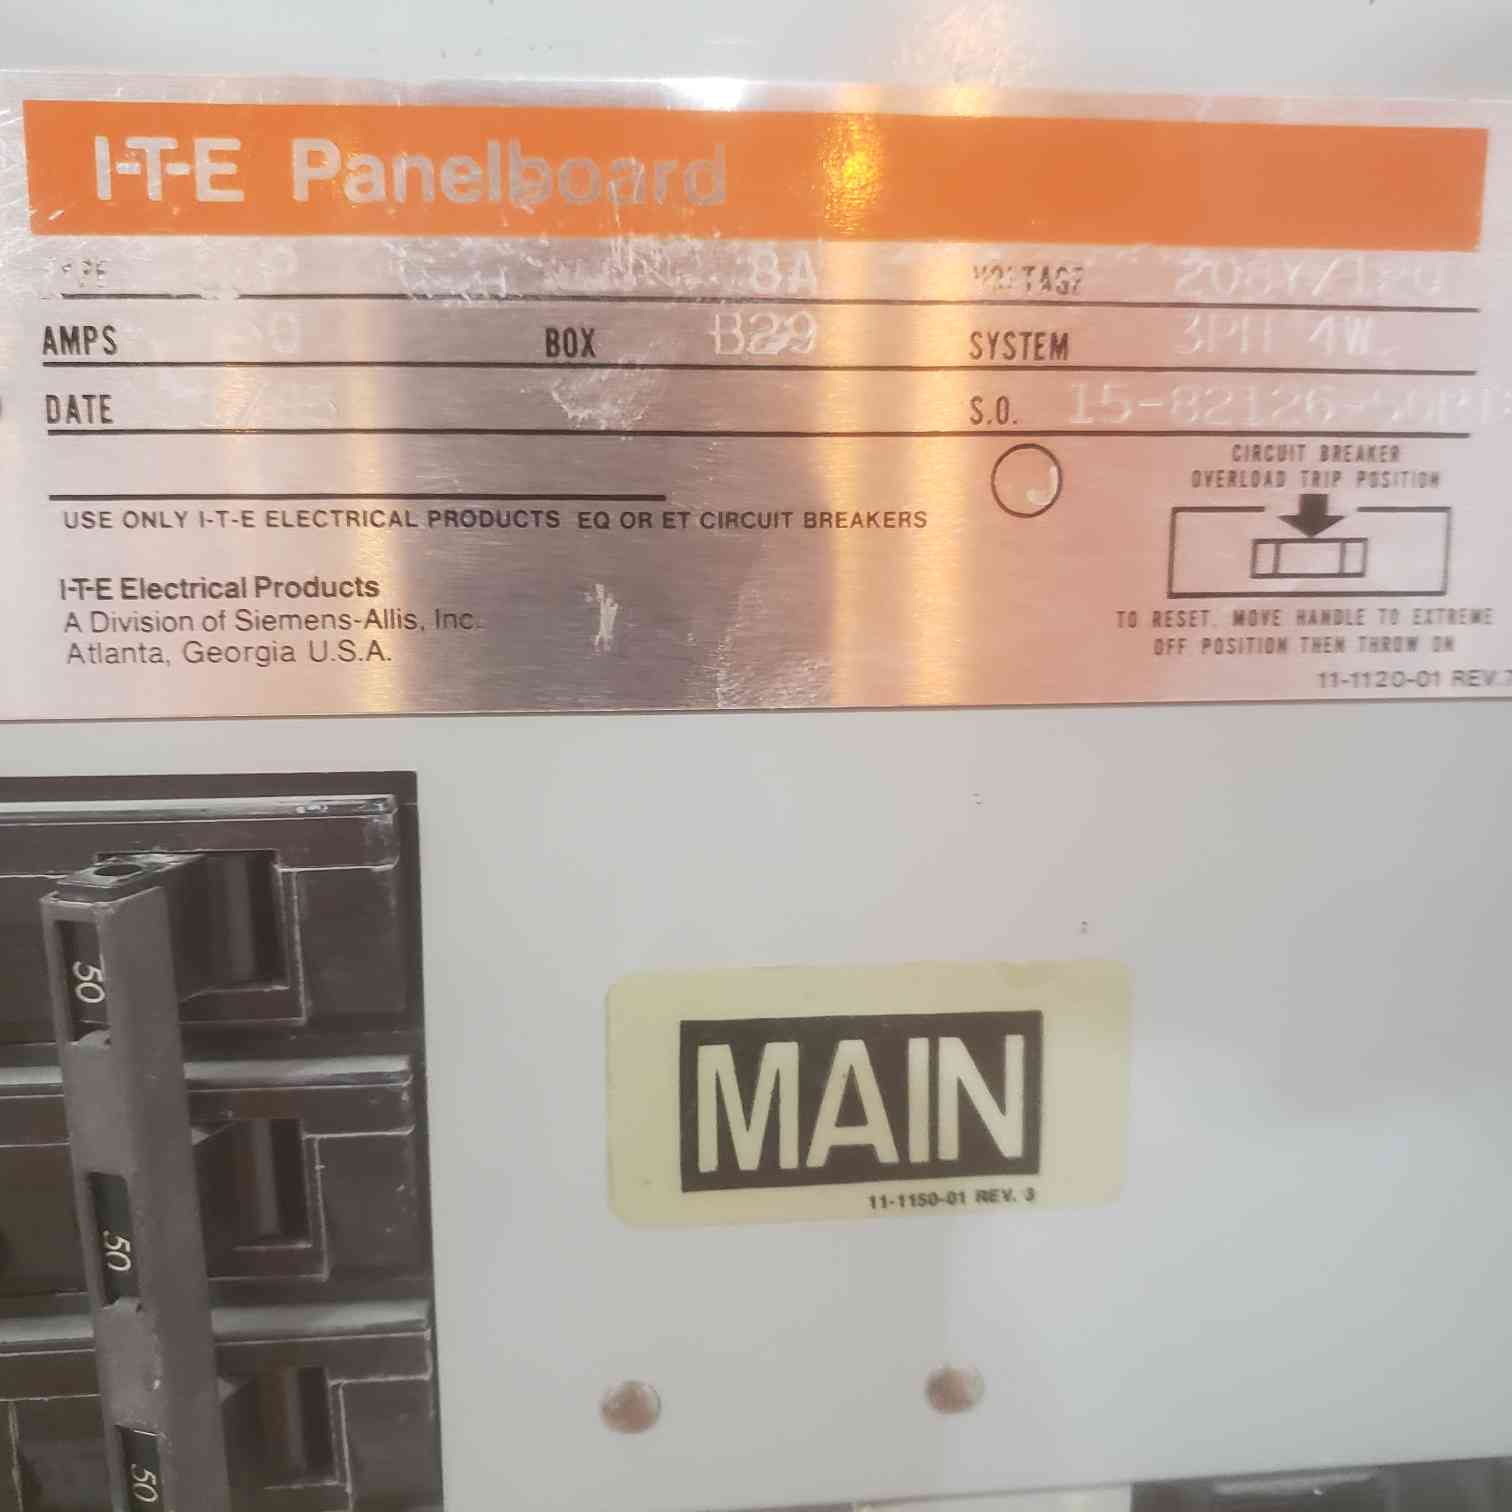 I-T-E Panelboard
TYPE 8A VOLTAGE 208Y/120
AMPS BOX B29 SYSTEM 3PH 4W
DATE S.O.
J
CIRCUIT BREAKER
OVERLOAD TRIP POSITION
USE ONLY I-T-E ELECTRICAL PRODUCTS EQ OR ET CIRCUIT BREAKERS
I-T-E Electrical Products
A Division of Siemens-Allis, Inc.
Atlanta, Georgia U.S.A.
TO RESET, MOVE HANDLE TO EXTREME
OFF POSITION THEN THROW ON
11-1120-01 REV.
50
50
50
MAIN
11-1150-01 REV. 3